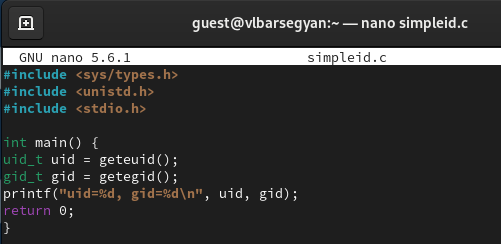 guest@vlbarsegyan:~ — nano simpleid.c
GNU nano 5.6.1 simpleid.c
#include <sys/types.h>
#include <unistd.h>
#include <stdio.h>

int main() {
uid_t uid = geteuid();
gid_t gid = getegid();
printf("uid=%d, gid=%d\n", uid, gid);
return 0;
}